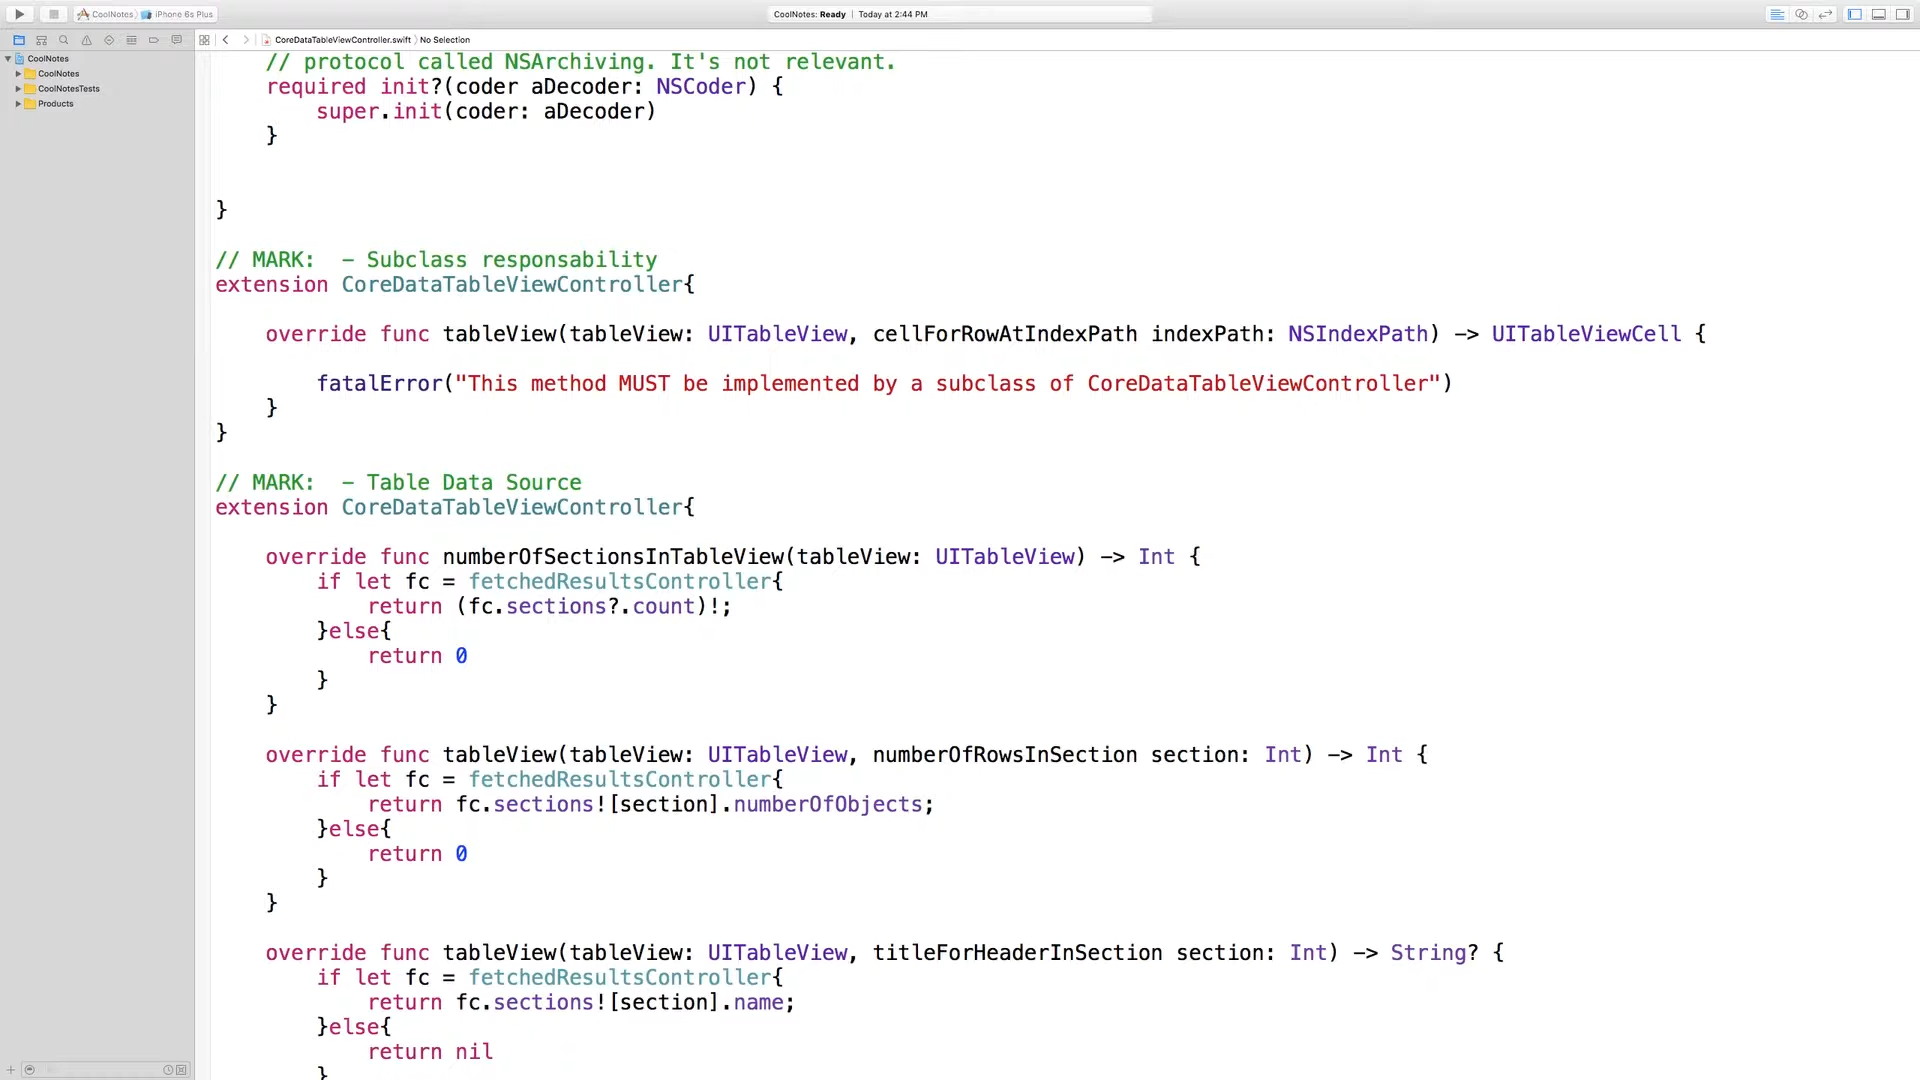 CoolNotes
iPhone 6s Plus
CoolNotes: Ready | Today at 2:44 PM
CoreDataTableViewController.swift
No Selection
CoolNotes
CoolNotes
CoolNotesTests
Products
// protocol called NSArchiving. It's not relevant.
required init?(coder aDecoder: NSCoder) {
super.init(coder: aDecoder)
}
}
// MARK:  - Subclass responsability
extension CoreDataTableViewController{
override func tableView(tableView: UITableView, cellForRowAtIndexPath indexPath: NSIndexPath) -> UITableViewCell {
fatalError("This method MUST be implemented by a subclass of CoreDataTableViewController")
}
}
// MARK:  - Table Data Source
extension CoreDataTableViewController{
override func numberOfSectionsInTableView(tableView: UITableView) -> Int {
if let fc = fetchedResultsController{
return (fc.sections?.count)!;
}else{
return 0
}
}
override func tableView(tableView: UITableView, numberOfRowsInSection section: Int) -> Int {
if let fc = fetchedResultsController{
return fc.sections![section].numberOfObjects;
}else{
return 0
}
}
override func tableView(tableView: UITableView, titleForHeaderInSection section: Int) -> String? {
if let fc = fetchedResultsController{
return fc.sections![section].name;
}else{
return nil
}